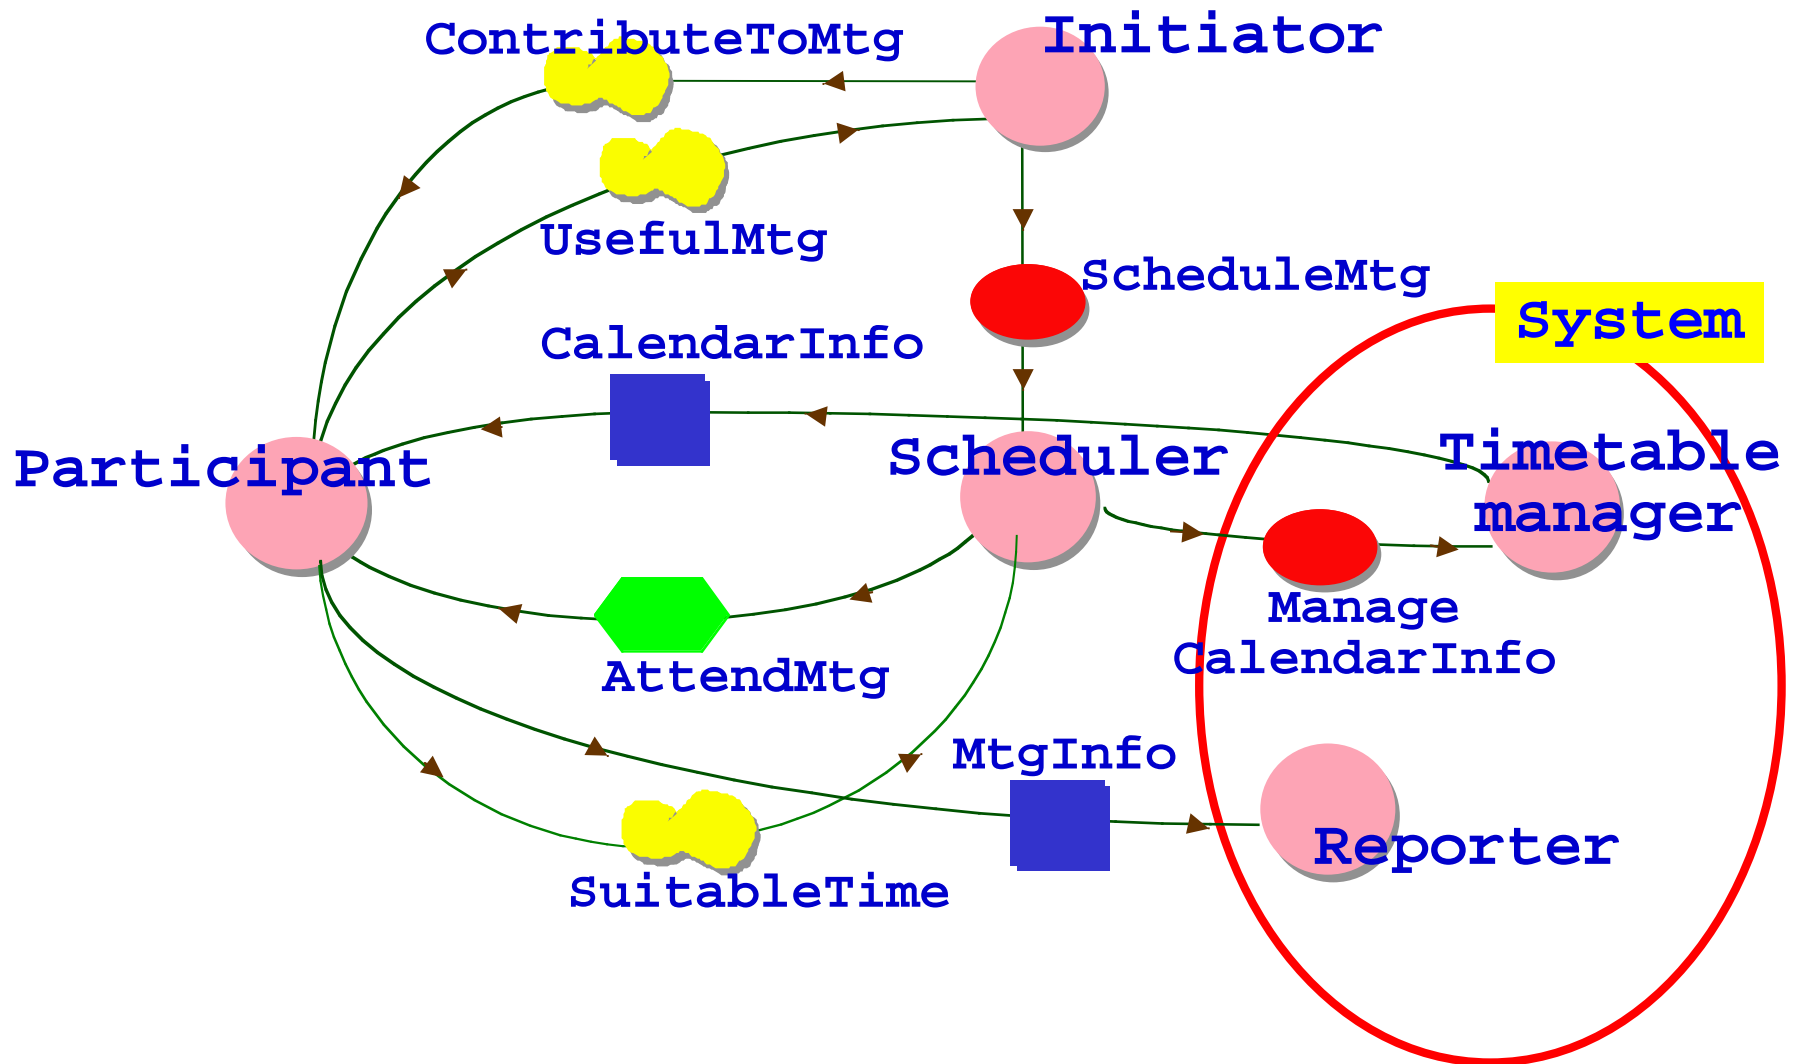 Initiator
ContributeToMtg
UsefulMtg
ScheduleMtg
System
CalendarInfo
Participant
Scheduler
Timetable
manager
Manage
CalendarInfo
AttendMtg
MtgInfo
Reporter
SuitableTime